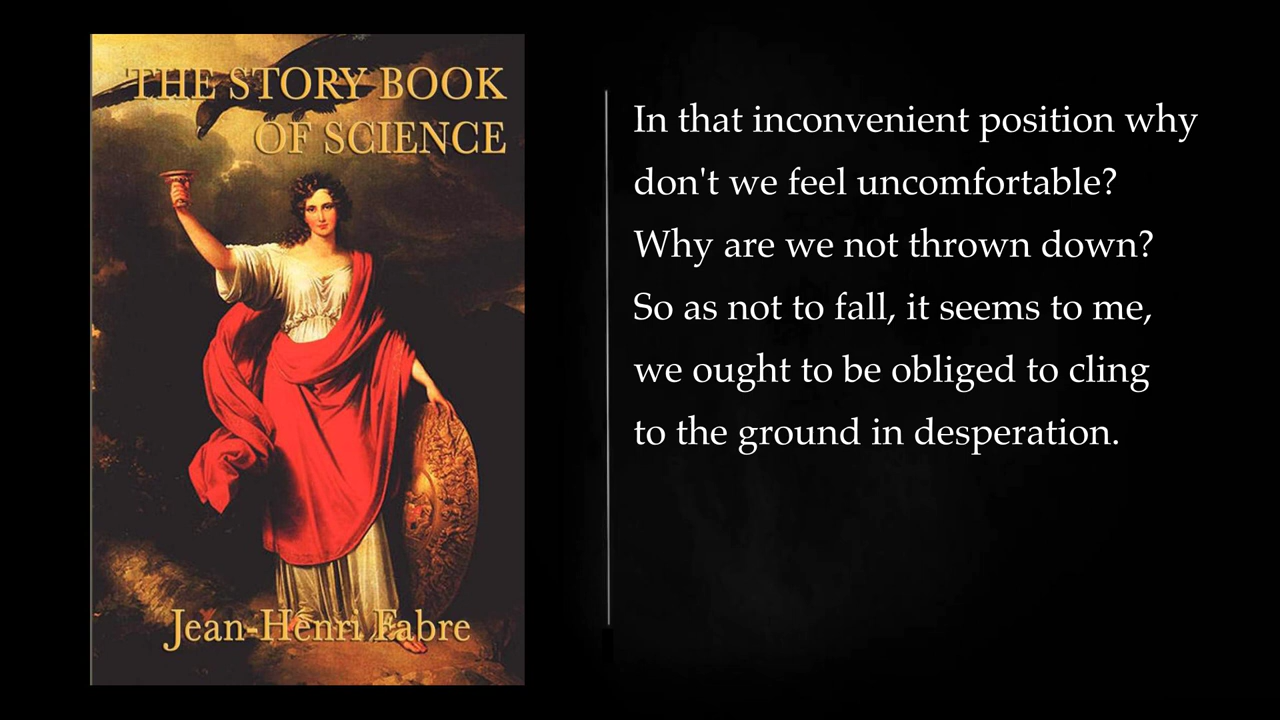 THE STORY BOOK
OF SCIENCE
Jean-Henri Fabre
In that inconvenient position why
don't we feel uncomfortable?
Why are we not thrown down?
So as not to fall, it seems to me,
we ought to be obliged to cling
to the ground in desperation.